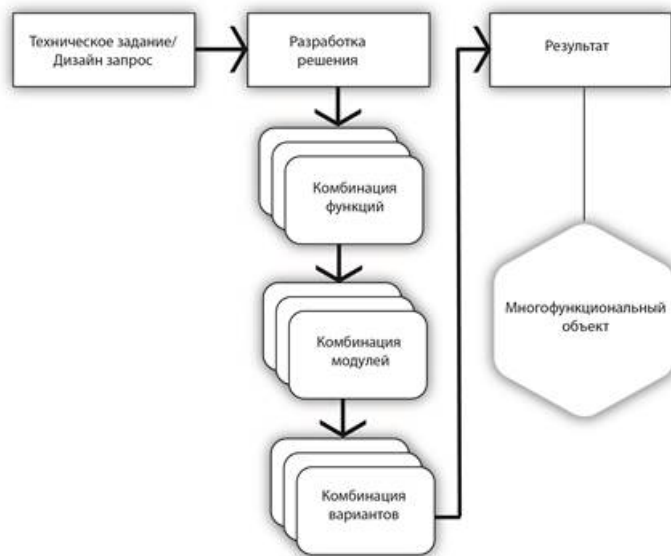 Техническое задание/
Дизайн запрос
Разработка
решения
Результат
Комбинация
функций
Комбинация
модулей
Комбинация
вариантов
Многофункциональный
объект